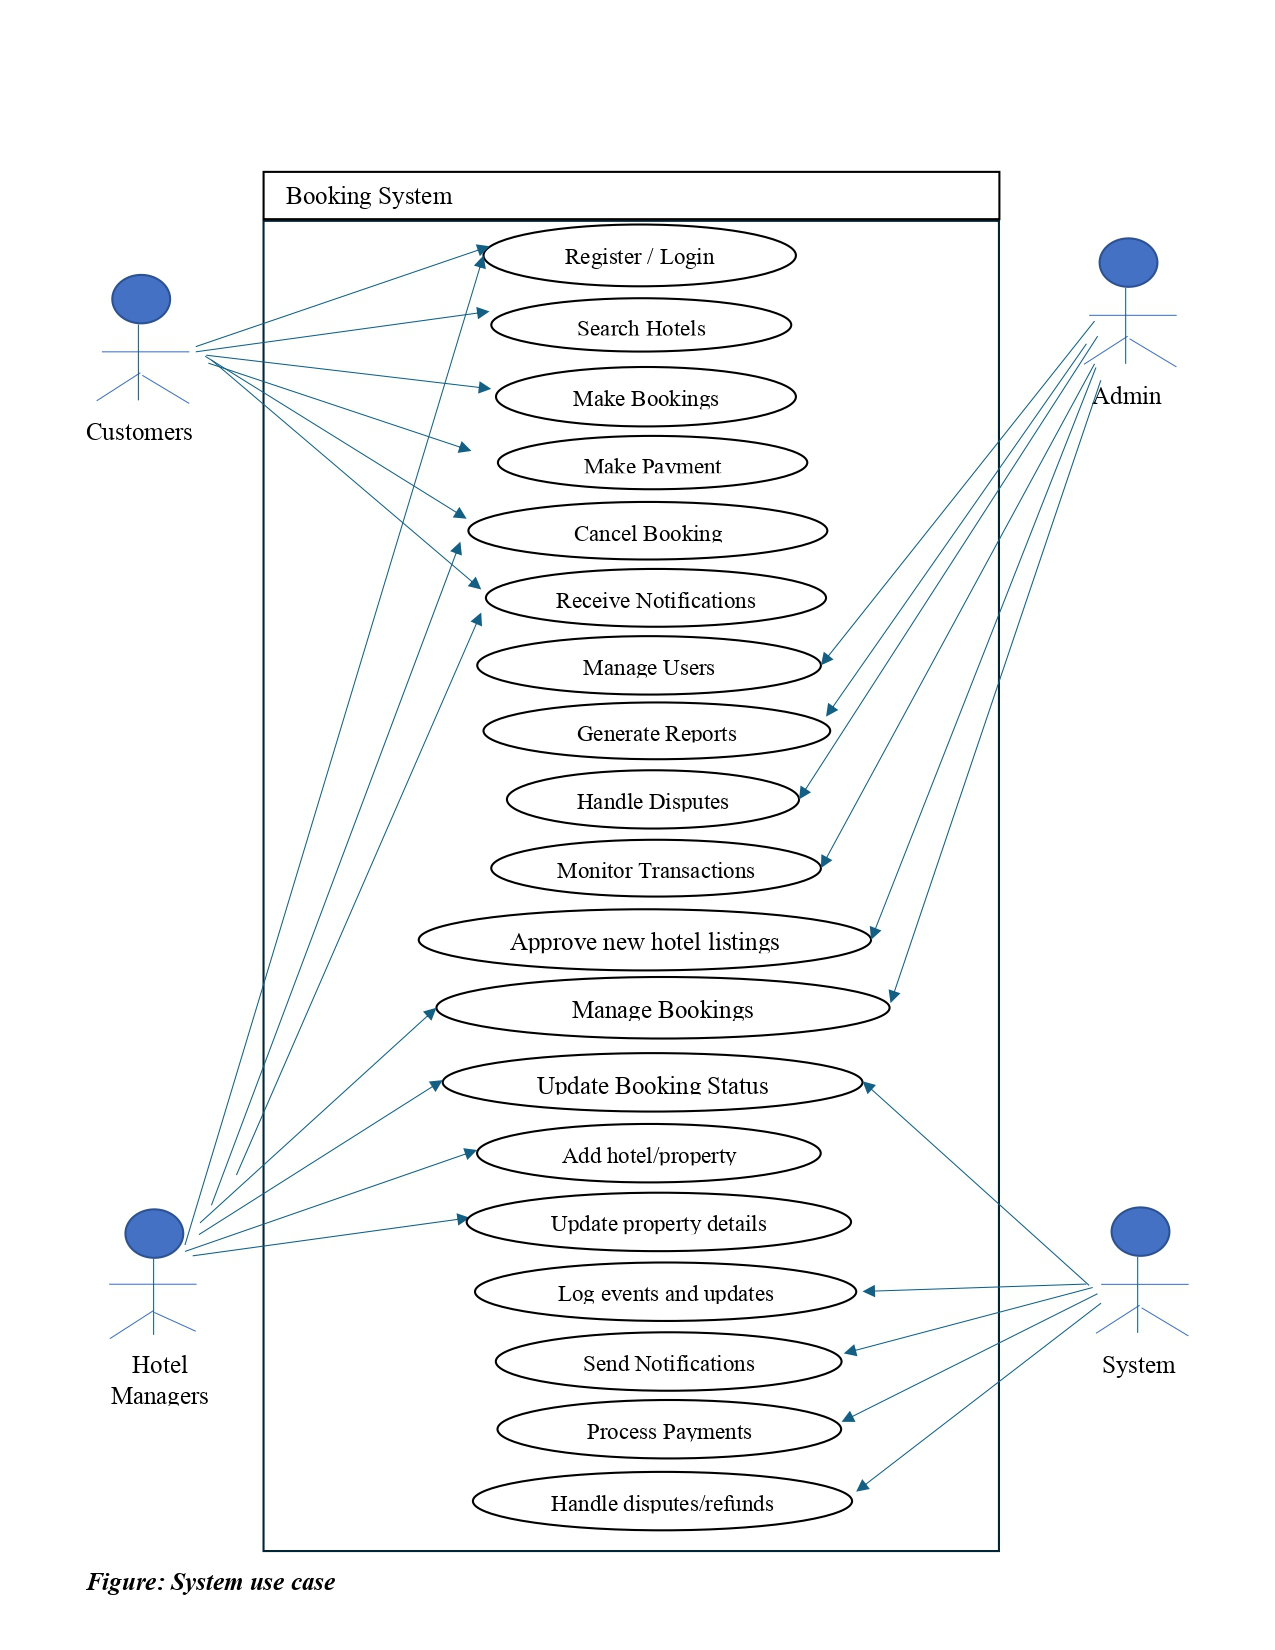 Booking System
Register / Login
Search Hotels
Make Bookings
Make Payment
Cancel Booking
Receive Notifications
Manage Users
Generate Reports
Handle Disputes
Monitor Transactions
Approve new hotel listings
Manage Bookings
Update Booking Status
Add hotel/property
Update property details
Log events and updates
Send Notifications
Process Payments
Handle disputes/refunds
Customers
Admin
Hotel
Managers
System
Figure: System use case